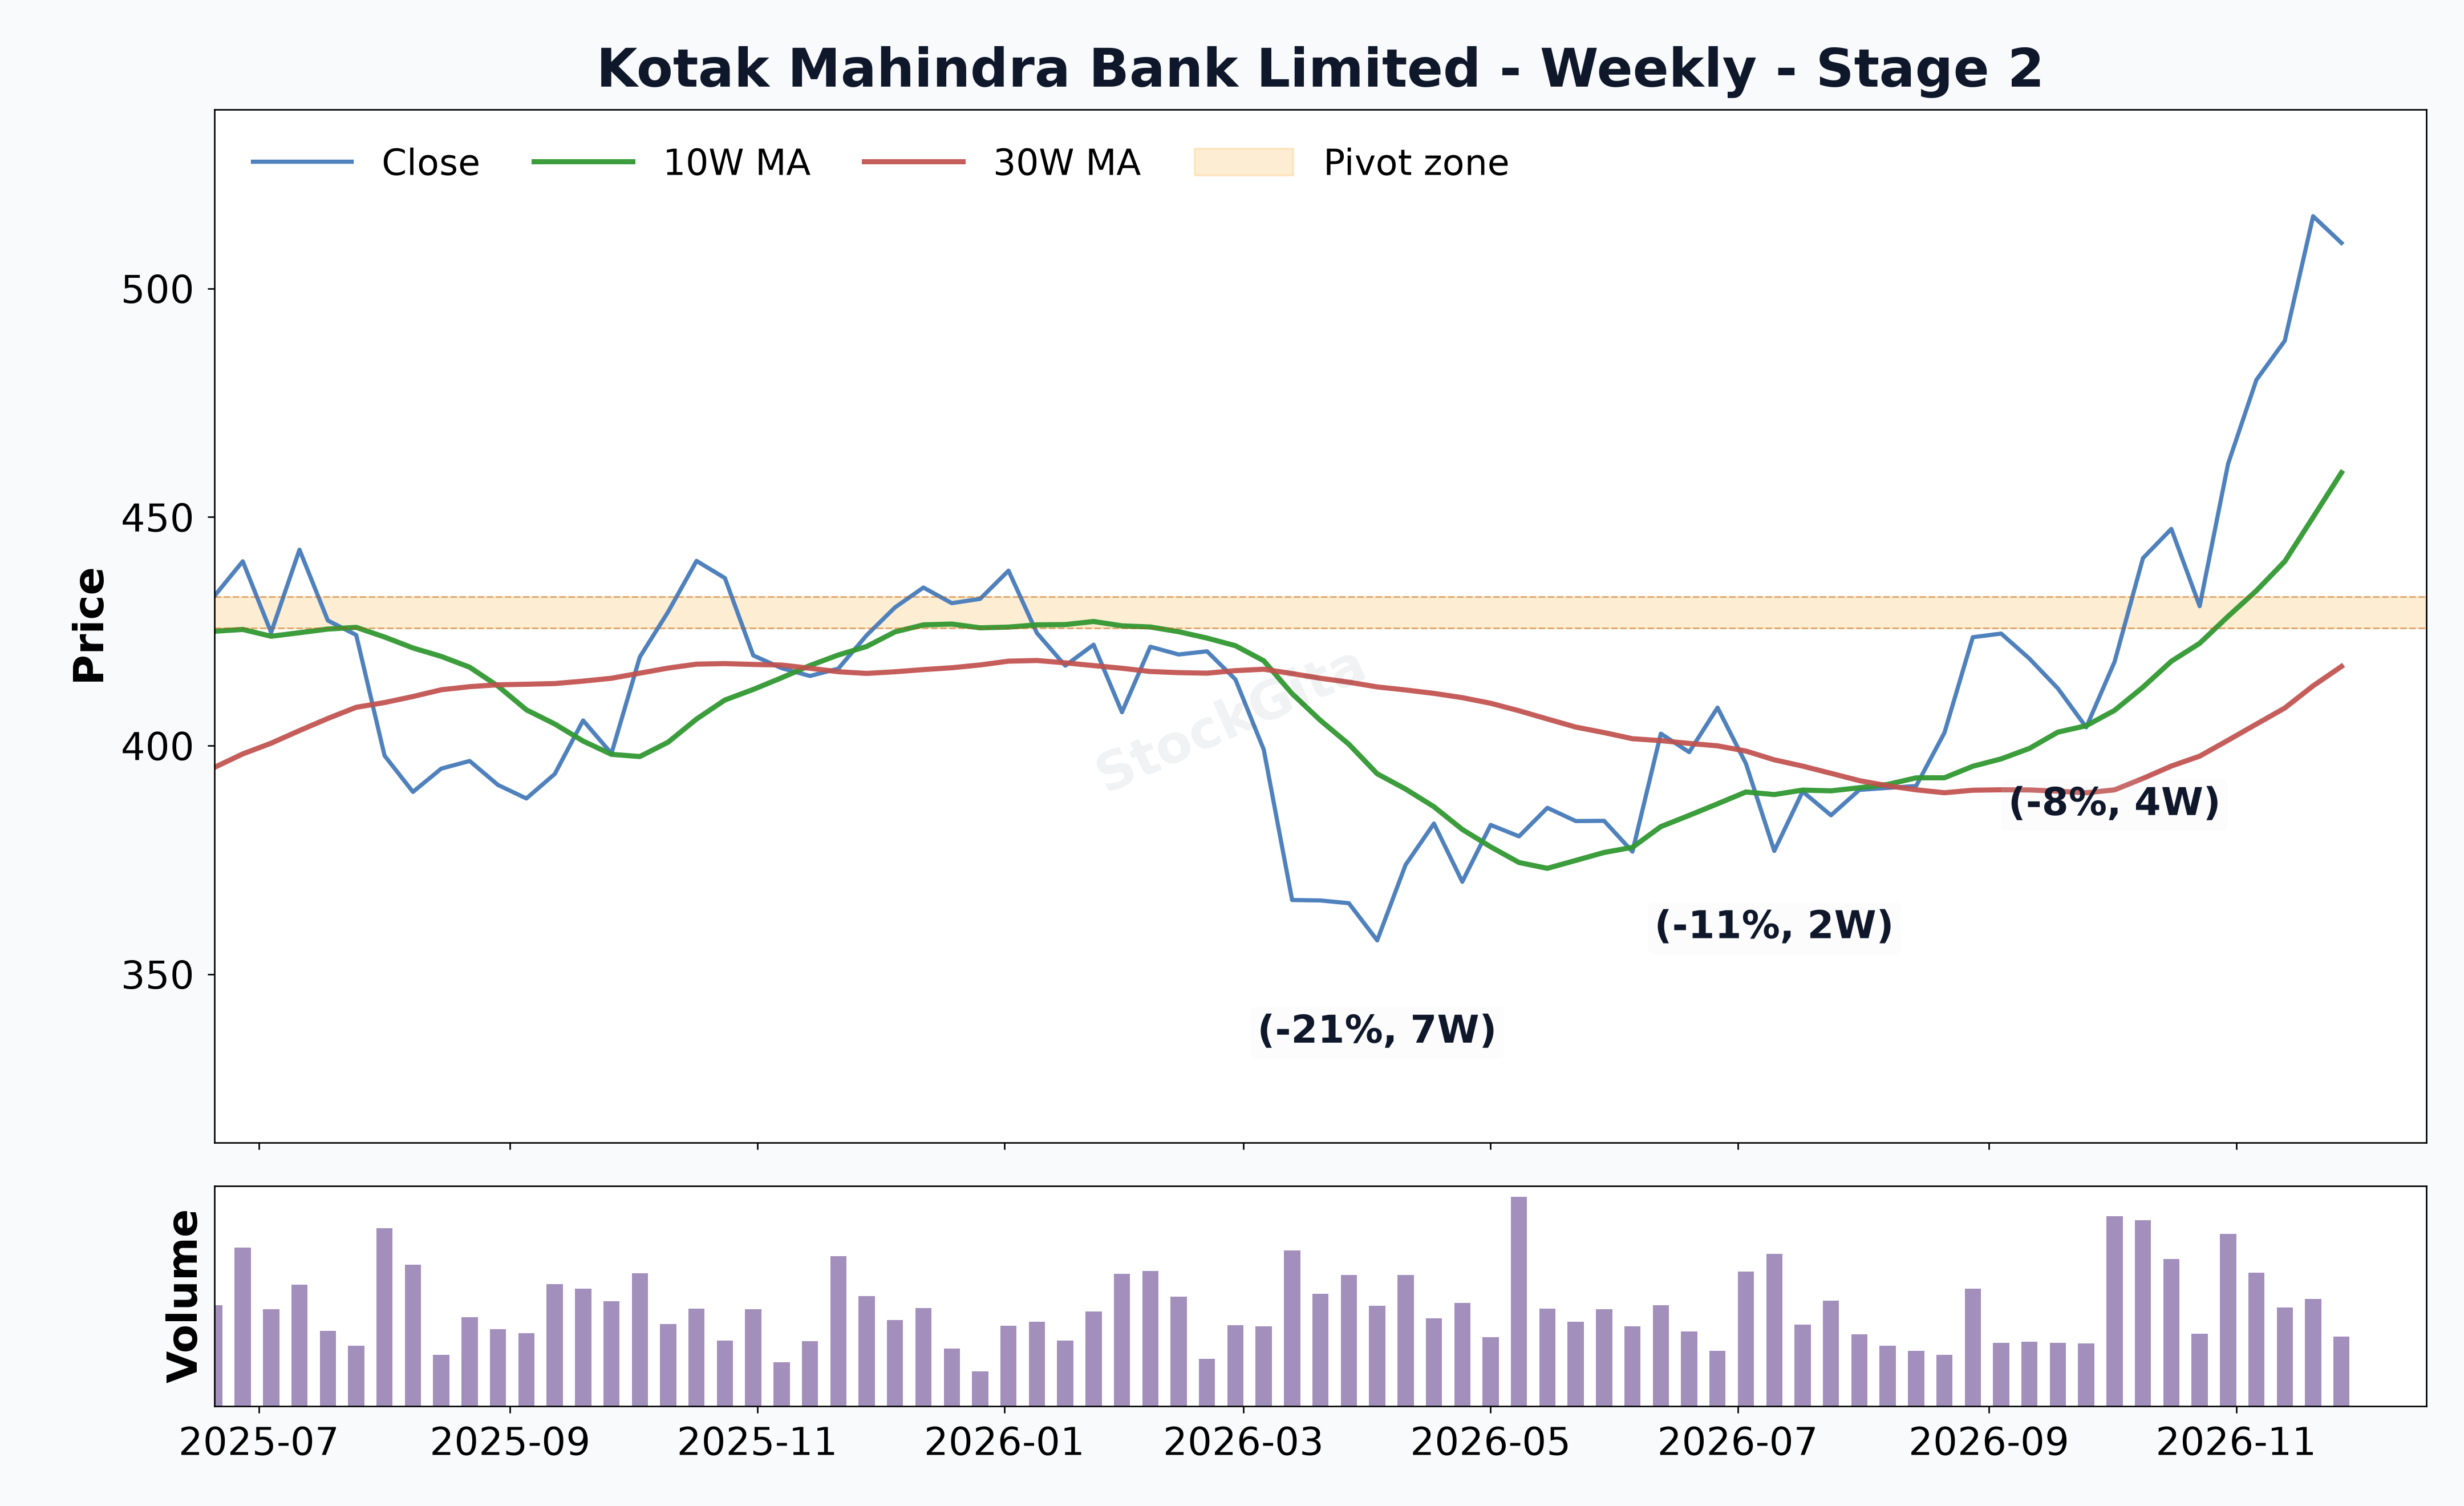 Kotak Mahindra Bank Limited - Weekly - Stage 2
Close 10W MA 30W MA Pivot zone
Price
500
450
400
350
StockGita
(-8%, 4W)
(-11%, 2W)
(-21%, 7W)
Volume
2025-07 2025-09 2025-11 2026-01 2026-03 2026-05 2026-07 2026-09 2026-11